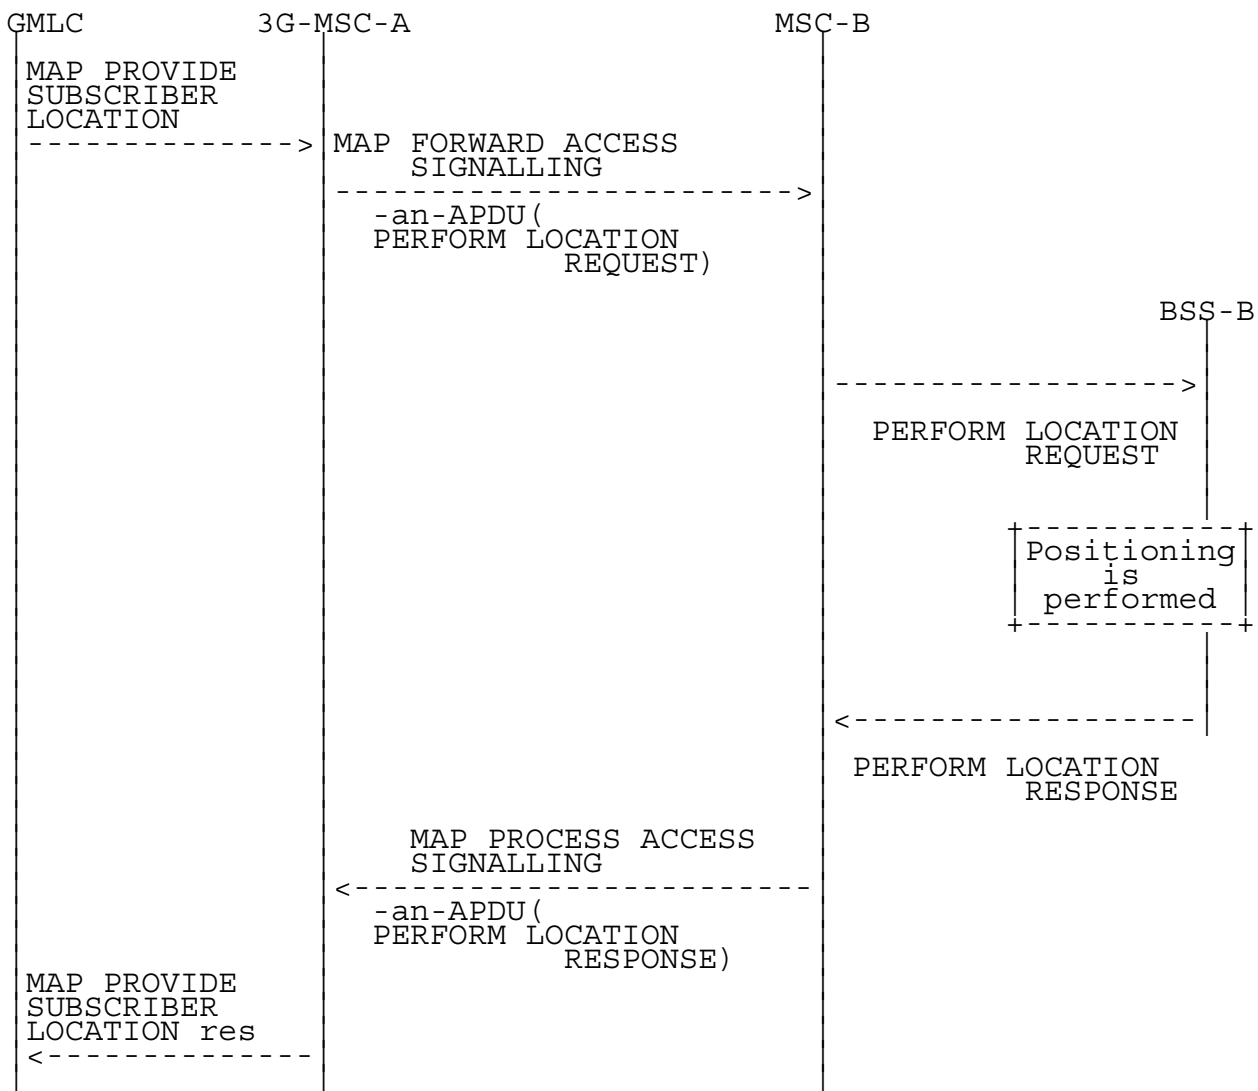 GMLC 3G-MSC-A MSC-B
MAP PROVIDE
SUBSCRIBER
LOCATION
MAP FORWARD ACCESS
SIGNALLING
-an-APDU(
PERFORM LOCATION
REQUEST)
BSS-B
PERFORM LOCATION
REQUEST
Positioning
is
performed
PERFORM LOCATION
RESPONSE
MAP PROCESS ACCESS
SIGNALLING
-an-APDU(
PERFORM LOCATION
RESPONSE)
MAP PROVIDE
SUBSCRIBER
LOCATION res